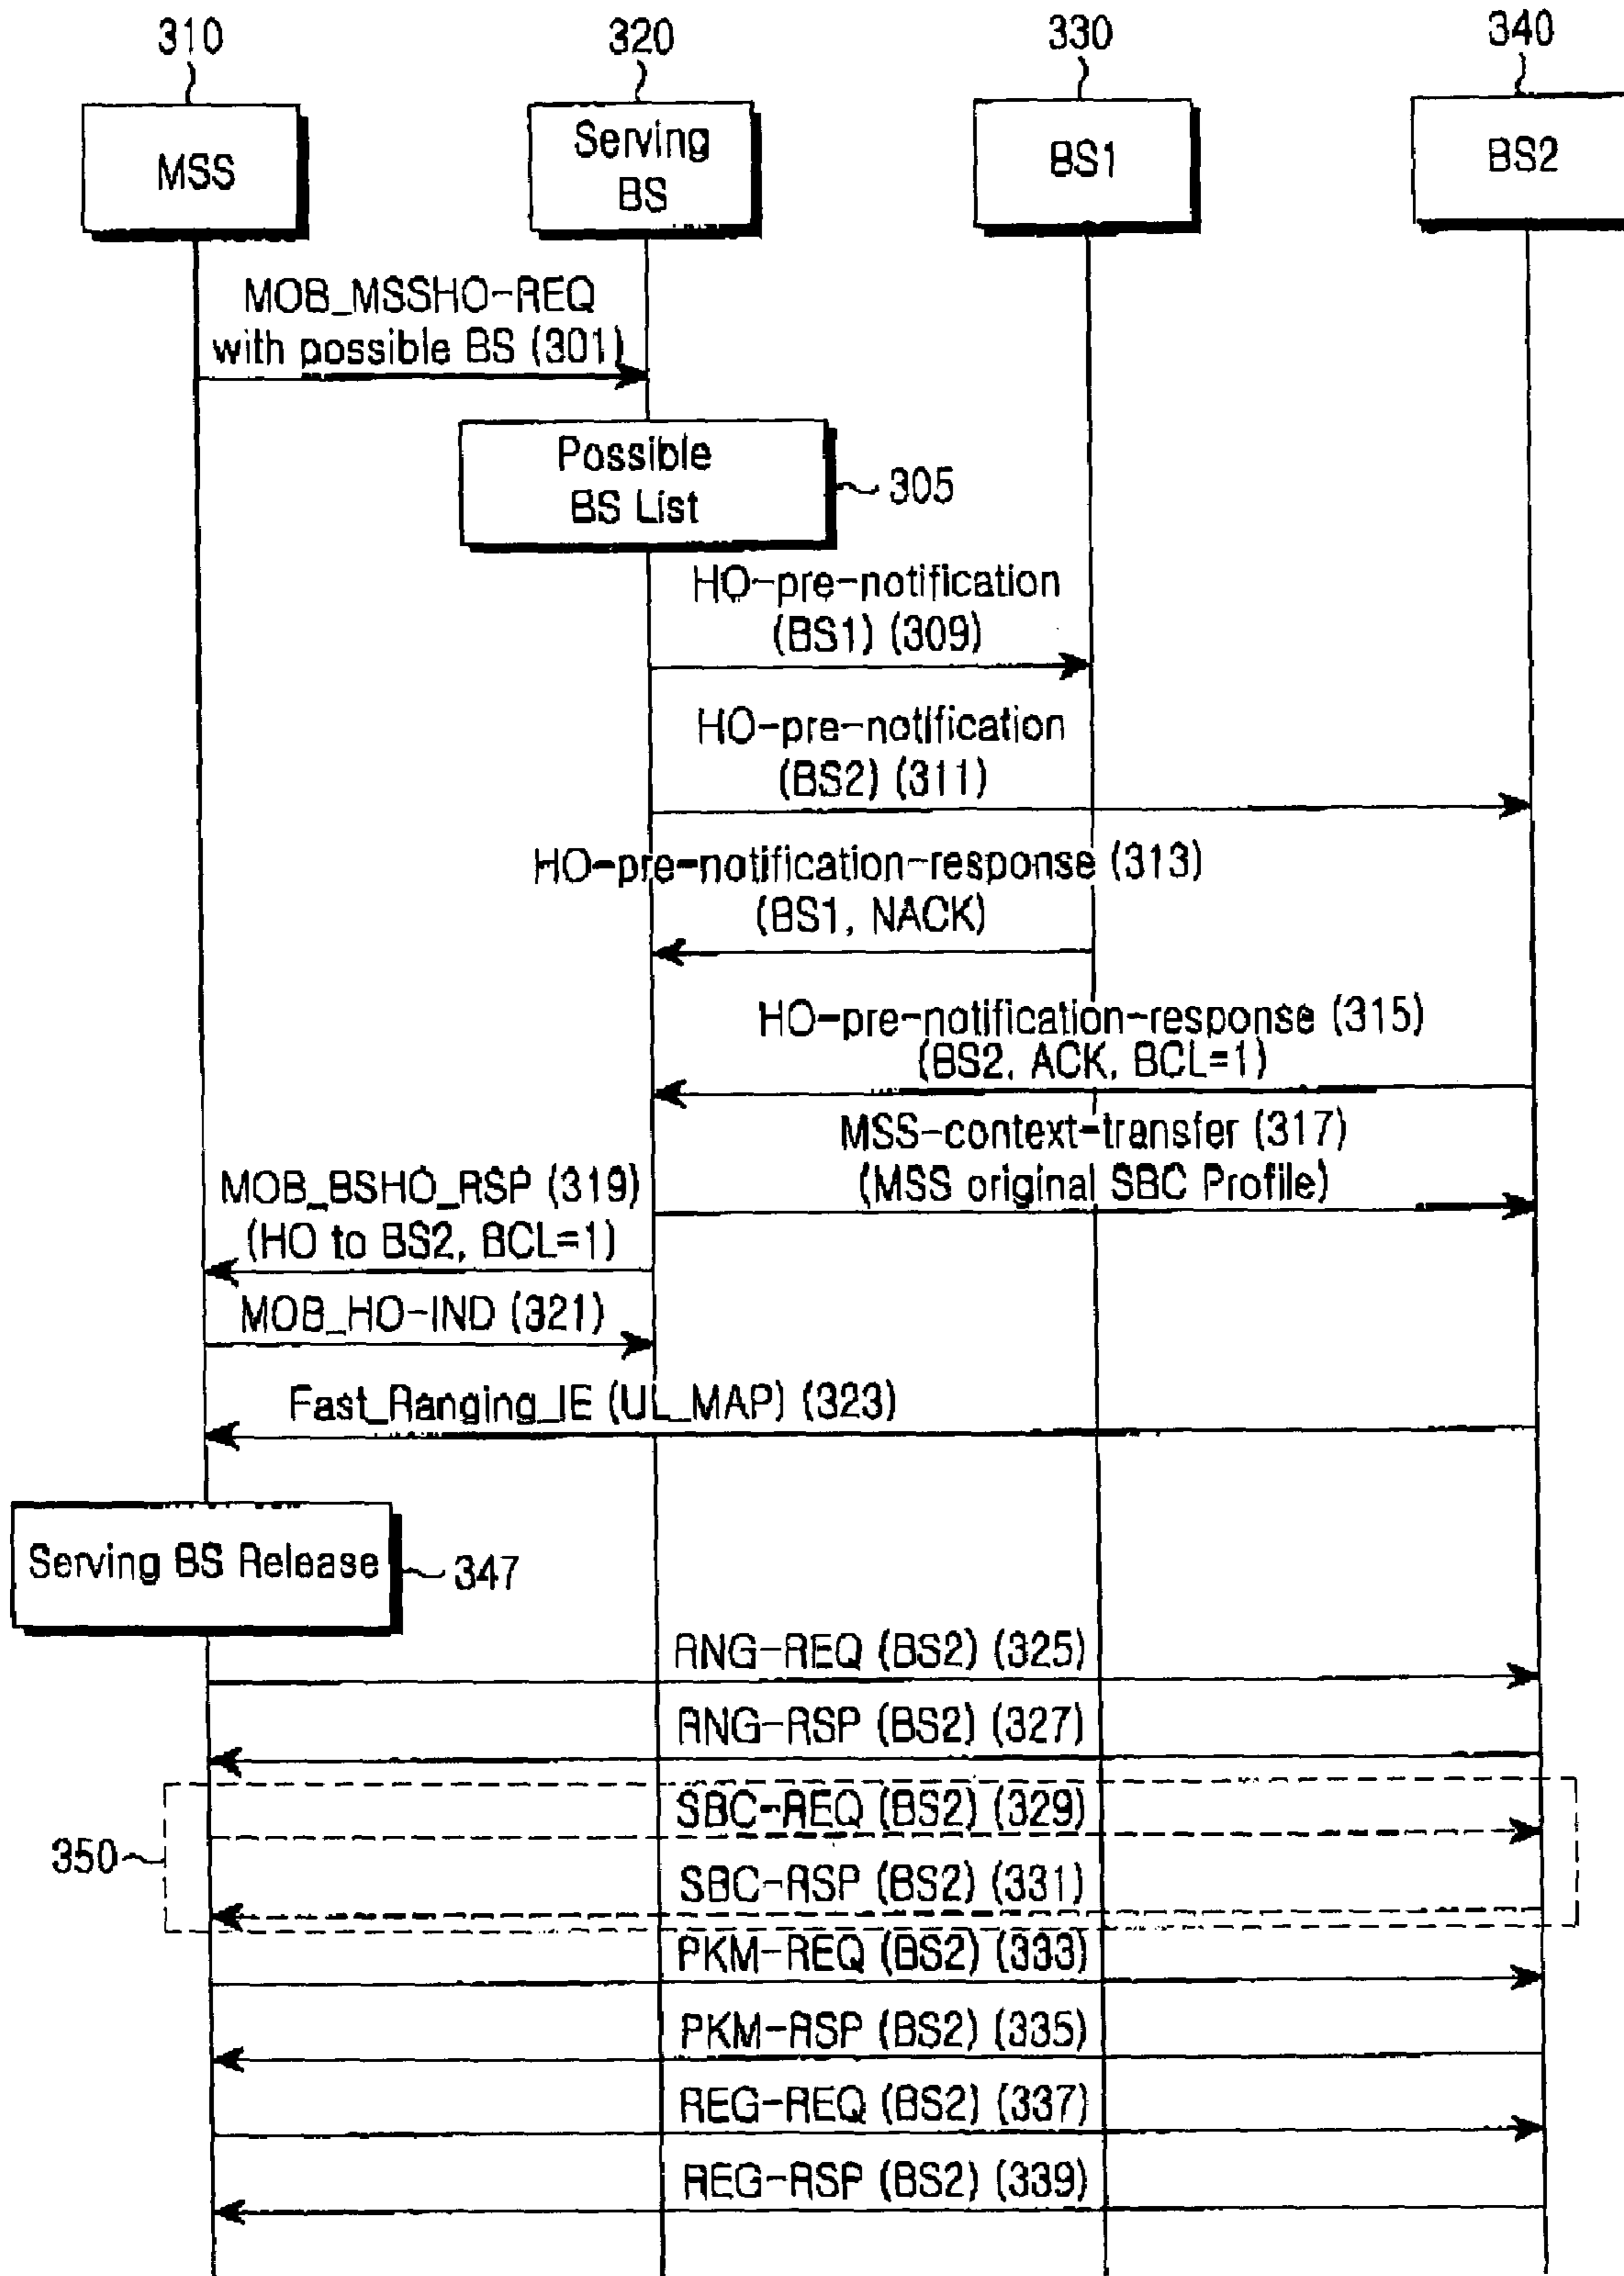 310
320
330
340
MSS
Serving
BS
BS1
BS2
MOB_MSSHO-REQ
with possible BS (301)
Possible
BS List
305
HO-pre-notification
(BS1) (309)
HO-pre-notification
(BS2) (311)
HO-pre-notification-response (313)
(BS1, NACK)
HO-pre-notification-response (315)
(BS2, ACK, BCL=1)
MSS-context-transfer (317)
(MSS original SBC Profile)
MOB_BSHO_RSP (319)
(HO to BS2, BCL=1)
MOB_HO-IND (321)
Fast_Ranging_IE (UL_MAP) (323)
Serving BS Release
347
RNG-REQ (BS2) (325)
RNG-RSP (BS2) (327)
SBC-REQ (BS2) (329)
350
SBC-RSP (BS2) (331)
PKM-REQ (BS2) (333)
PKM-RSP (BS2) (335)
REG-REQ (BS2) (337)
REG-RSP (BS2) (339)